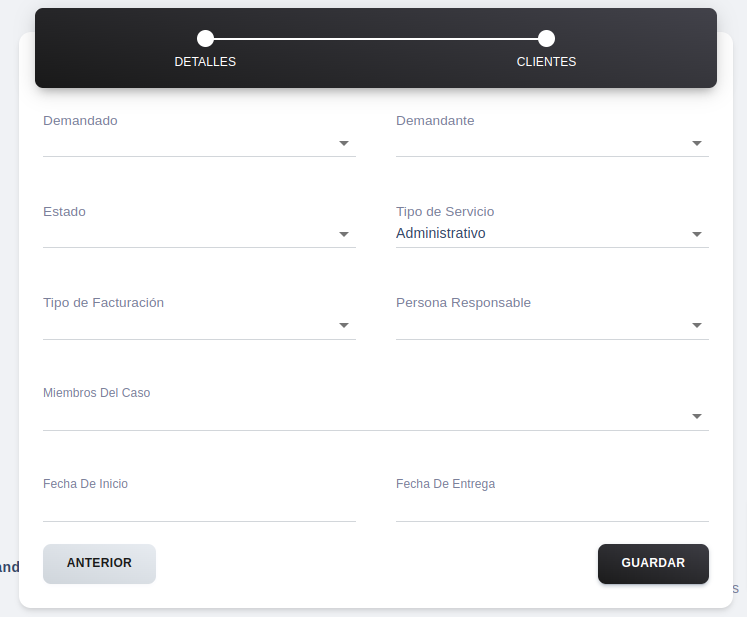 DETALLES CLIENTES
Demandado Demandante
Estado Tipo de Servicio
Administrativo
Tipo de Facturación Persona Responsable
Miembros Del Caso
Fecha De Inicio Fecha De Entrega
ANTERIOR GUARDAR
and
s